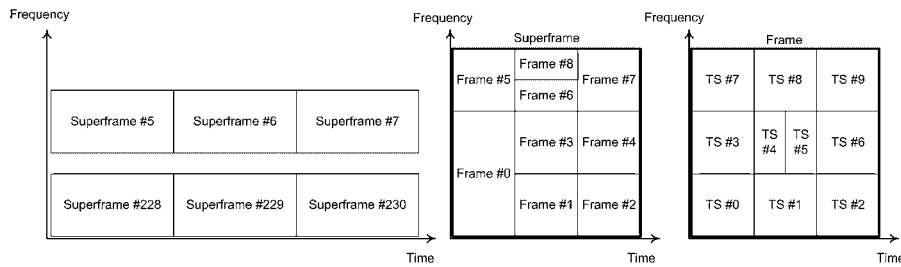 Frequency
Superframe #5
Superframe #6
Superframe #7
Superframe #228
Superframe #229
Superframe #230
Time
Frequency
Superframe
Frame #5
Frame #8
Frame #6
Frame #7
Frame #0
Frame #3
Frame #4
Frame #1
Frame #2
Time
Frequency
Frame
TS #7
TS #8
TS #9
TS #3
TS
#4
TS
#5
TS #6
TS #0
TS #1
TS #2
Time